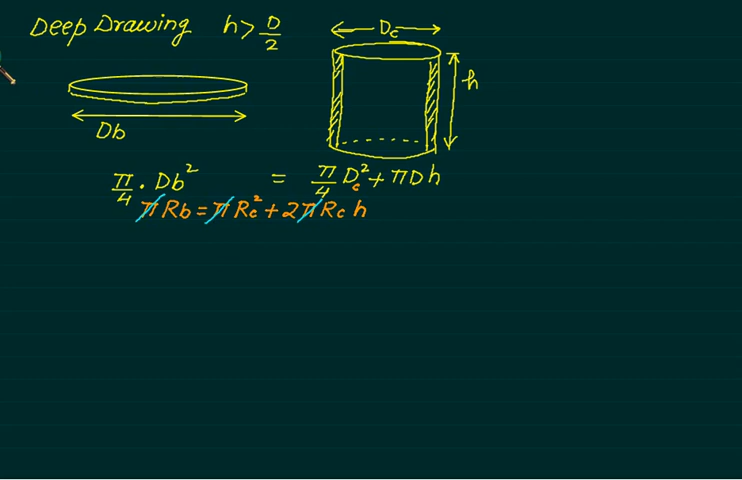 Deep Drawing h > D/2
Dc
h
Db
π/4 · Db² = π/4 Dc² + πDh
πRb = πRc² + 2πRc h